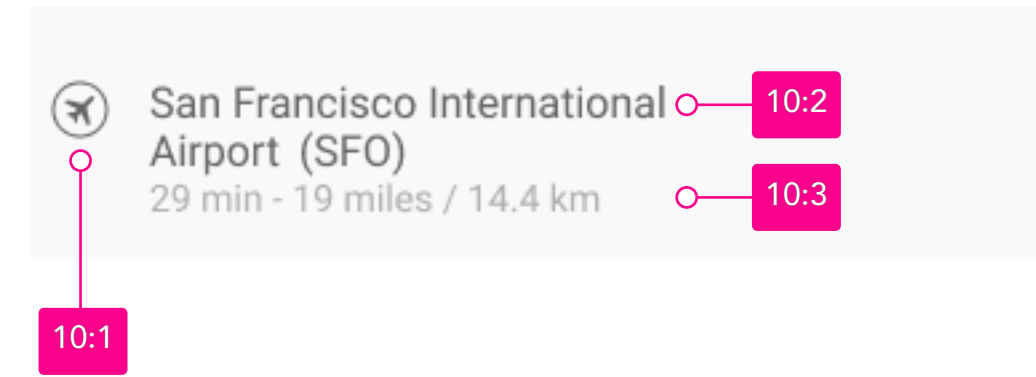 San Francisco International
10:2
Airport (SFO)
29 min - 19 miles / 14.4 km
10:3
10:1